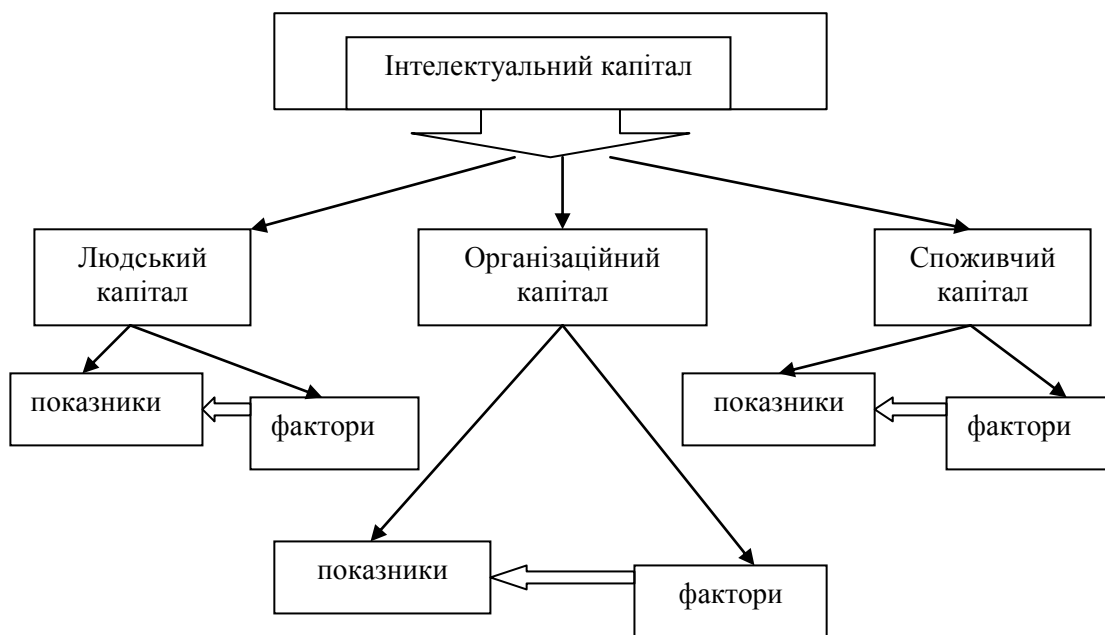 Інтелектуальний капітал
Людський
капітал
Організаційний
капітал
Споживчий
капітал
показники
фактори
показники
фактори
показники
фактори